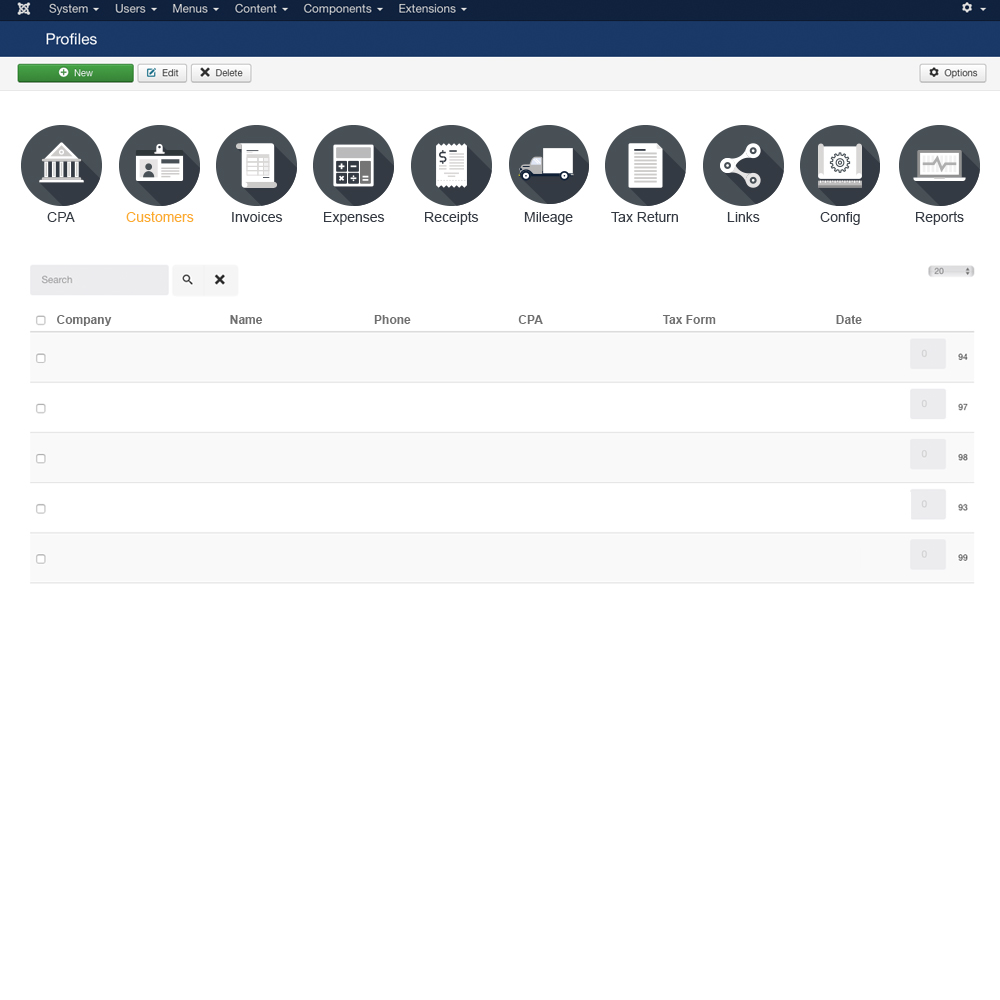 System Users Menus Content Components Extensions
Profiles
New Edit Delete Options
$
CPA Customers Invoices Expenses Receipts Mileage Tax Return Links Config Reports
Search 20
Company Name Phone CPA Tax Form Date
0 94
0 97
0 98
0 93
0 99